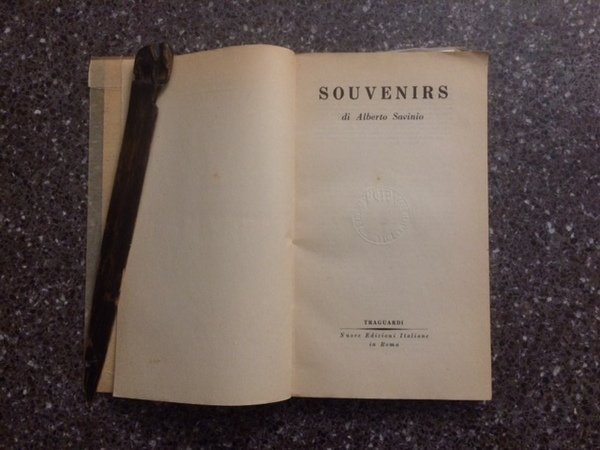 SOUVENIRS
di Alberto Savinio
TRAGUARDI
Nuove Edizioni Italiane
in Roma